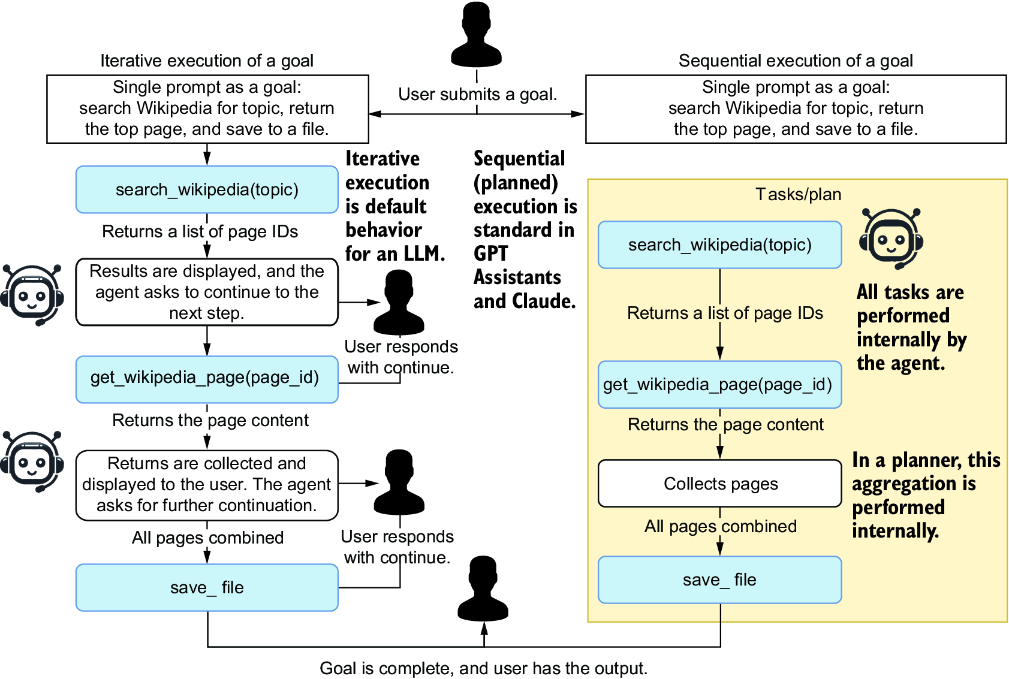 Iterative execution of a goal
Single prompt as a goal:
search Wikipedia for topic, return
the top page, and save to a file.
User submits a goal.
Sequential execution of a goal
Single prompt as a goal:
search Wikipedia for topic, return
the top page, and save to a file.
search_wikipedia(topic)
Returns a list of page IDs
Results are displayed, and the
agent asks to continue to the
next step.
User responds
with continue.
get_wikipedia_page(page_id)
Returns the page content
Returns are collected and
displayed to the user. The agent
asks for further continuation.
User responds
with continue.
All pages combined
save_ file
Iterative
execution
is default
behavior
for an LLM.
Sequential
(planned)
execution is
standard in
GPT
Assistants
and Claude.
Tasks/plan
search_wikipedia(topic)
Returns a list of page IDs
get_wikipedia_page(page_id)
Returns the page content
Collects pages
All pages combined
save_ file
All tasks are
performed
internally by
the agent.
In a planner, this
aggregation is
performed
internally.
Goal is complete, and user has the output.